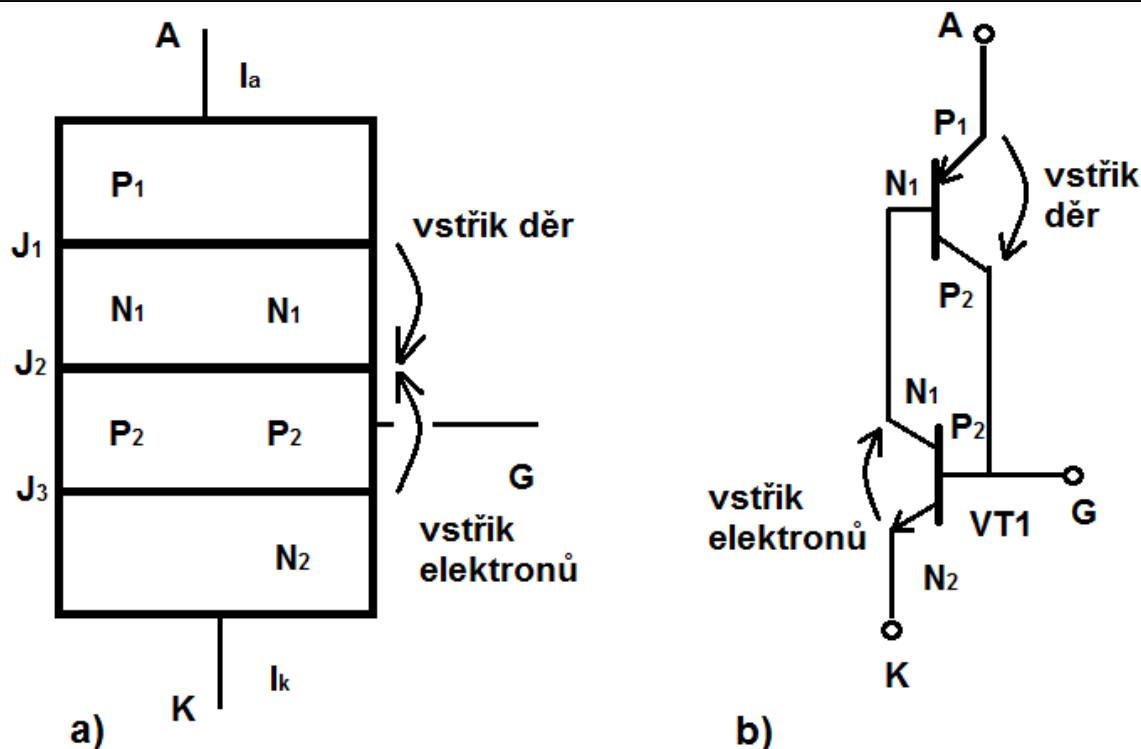 A
Ia
P1
J1
vstřik děr
N1 N1
J2
P2 P2
G
J3
vstřik
elektronů
N2
K
Ik
a)
A
P1
N1
vstřik
děr
P2
N1
P2
vstřik
elektronů
VT1
G
N2
K
b)